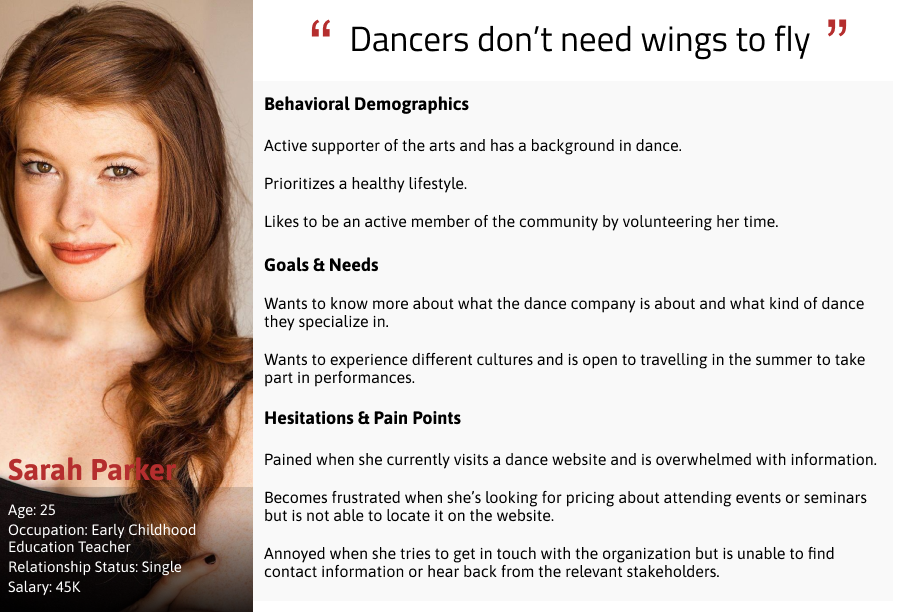 “ Dancers don’t need wings to fly ”
Behavioral Demographics
Active supporter of the arts and has a background in dance.
Prioritizes a healthy lifestyle.
Likes to be an active member of the community by volunteering her time.
Goals & Needs
Wants to know more about what the dance company is about and what kind of dance
they specialize in.
Wants to experience different cultures and is open to travelling in the summer to take
part in performances.
Hesitations & Pain Points
Pained when she currently visits a dance website and is overwhelmed with information.
Becomes frustrated when she’s looking for pricing about attending events or seminars
but is not able to locate it on the website.
Annoyed when she tries to get in touch with the organization but is unable to find
contact information or hear back from the relevant stakeholders.
Sarah Parker
Age: 25
Occupation: Early Childhood
Education Teacher
Relationship Status: Single
Salary: 45K